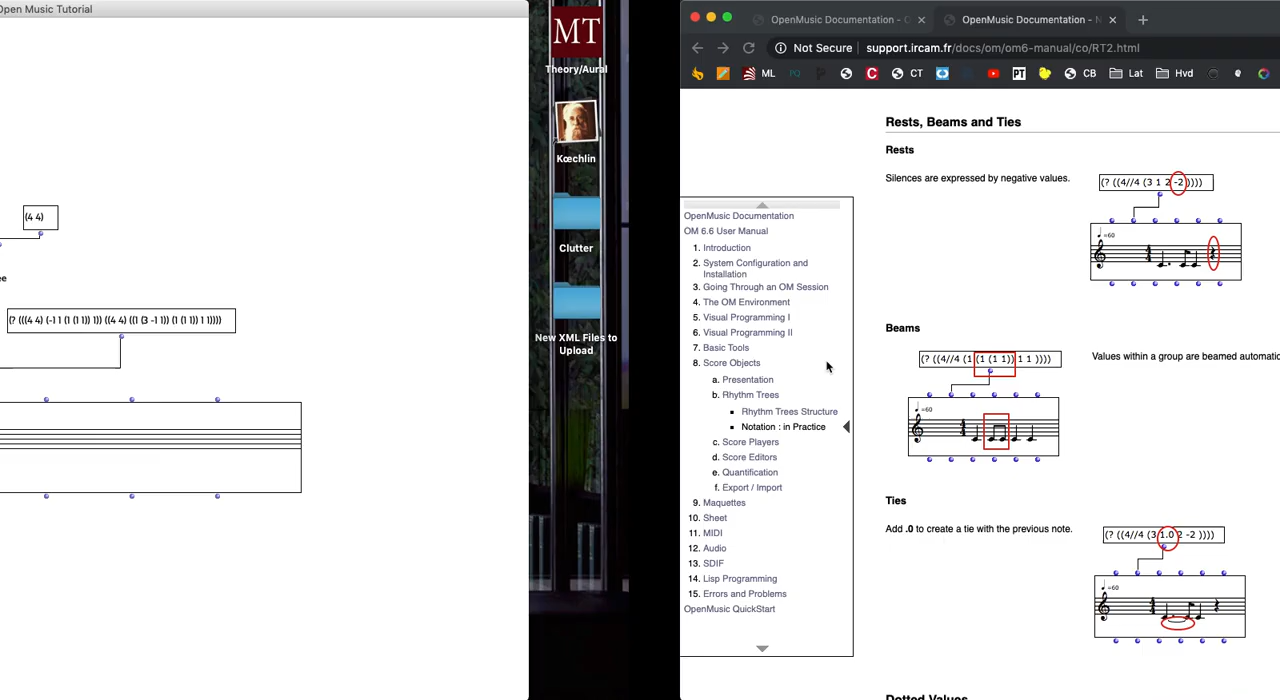 Open Music Tutorial
(4 4)
ee
(? (((4 4) (-1 1 (1 (1 1)) 1)) ((4 4) ((1 (3 -1 1)) (1 (1 1)) 1 1))))
MT
Theory/Aural
Kœchlin
Clutter
New XML Files to
Upload
OpenMusic Documentation -
OpenMusic Documentation - N
Not Secure | support.ircam.fr/docs/om/om6-manual/co/RT2.html
ML
CT
PT
CB
Lat
Hvd
OpenMusic Documentation
OM 6.6 User Manual
1. Introduction
2. System Configuration and
Installation
3. Going Through an OM Session
4. The OM Environment
5. Visual Programming I
6. Visual Programming II
7. Basic Tools
8. Score Objects
a. Presentation
b. Rhythm Trees
Rhythm Trees Structure
Notation : in Practice
c. Score Players
d. Score Editors
e. Quantification
f. Export / Import
9. Maquettes
10. Sheet
11. MIDI
12. Audio
13. SDIF
14. Lisp Programming
15. Errors and Problems
OpenMusic QuickStart
Rests, Beams and Ties
Rests
Silences are expressed by negative values.
(? ((4//4 (3 1 2 -2 ))))
=60
Beams
(? ((4//4 (1 (1 (1 1)) 1 1 ))))
Values within a group are beamed automatic
=60
Ties
Add .0 to create a tie with the previous note.
(? ((4//4 (3 1.0 2 -2 ))))
=60
Dotted Values